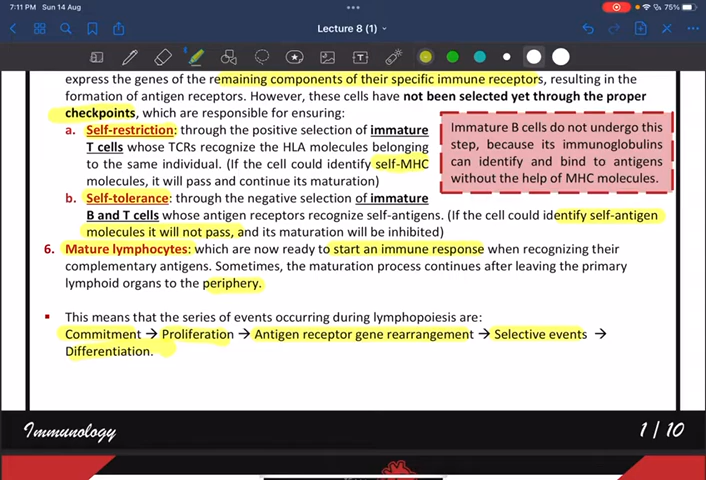 7:11 PM Sun 14 Aug
75%
Lecture 8 (1)
express the genes of the remaining components of their specific immune receptors, resulting in the
formation of antigen receptors. However, these cells have not been selected yet through the proper
checkpoints, which are responsible for ensuring:
a. Self-restriction: through the positive selection of immature
T cells whose TCRs recognize the HLA molecules belonging
to the same individual. (If the cell could identify self-MHC
molecules, it will pass and continue its maturation)
Immature B cells do not undergo this
step, because its immunoglobulins
can identify and bind to antigens
without the help of MHC molecules.
b. Self-tolerance: through the negative selection of immature
B and T cells whose antigen receptors recognize self-antigens. (If the cell could identify self-antigen
molecules it will not pass, and its maturation will be inhibited)
6. Mature lymphocytes: which are now ready to start an immune response when recognizing their
complementary antigens. Sometimes, the maturation process continues after leaving the primary
lymphoid organs to the periphery.
▪ This means that the series of events occurring during lymphopoiesis are:
Commitment → Proliferation → Antigen receptor gene rearrangement → Selective events →
Differentiation.
Immunology
1 / 10